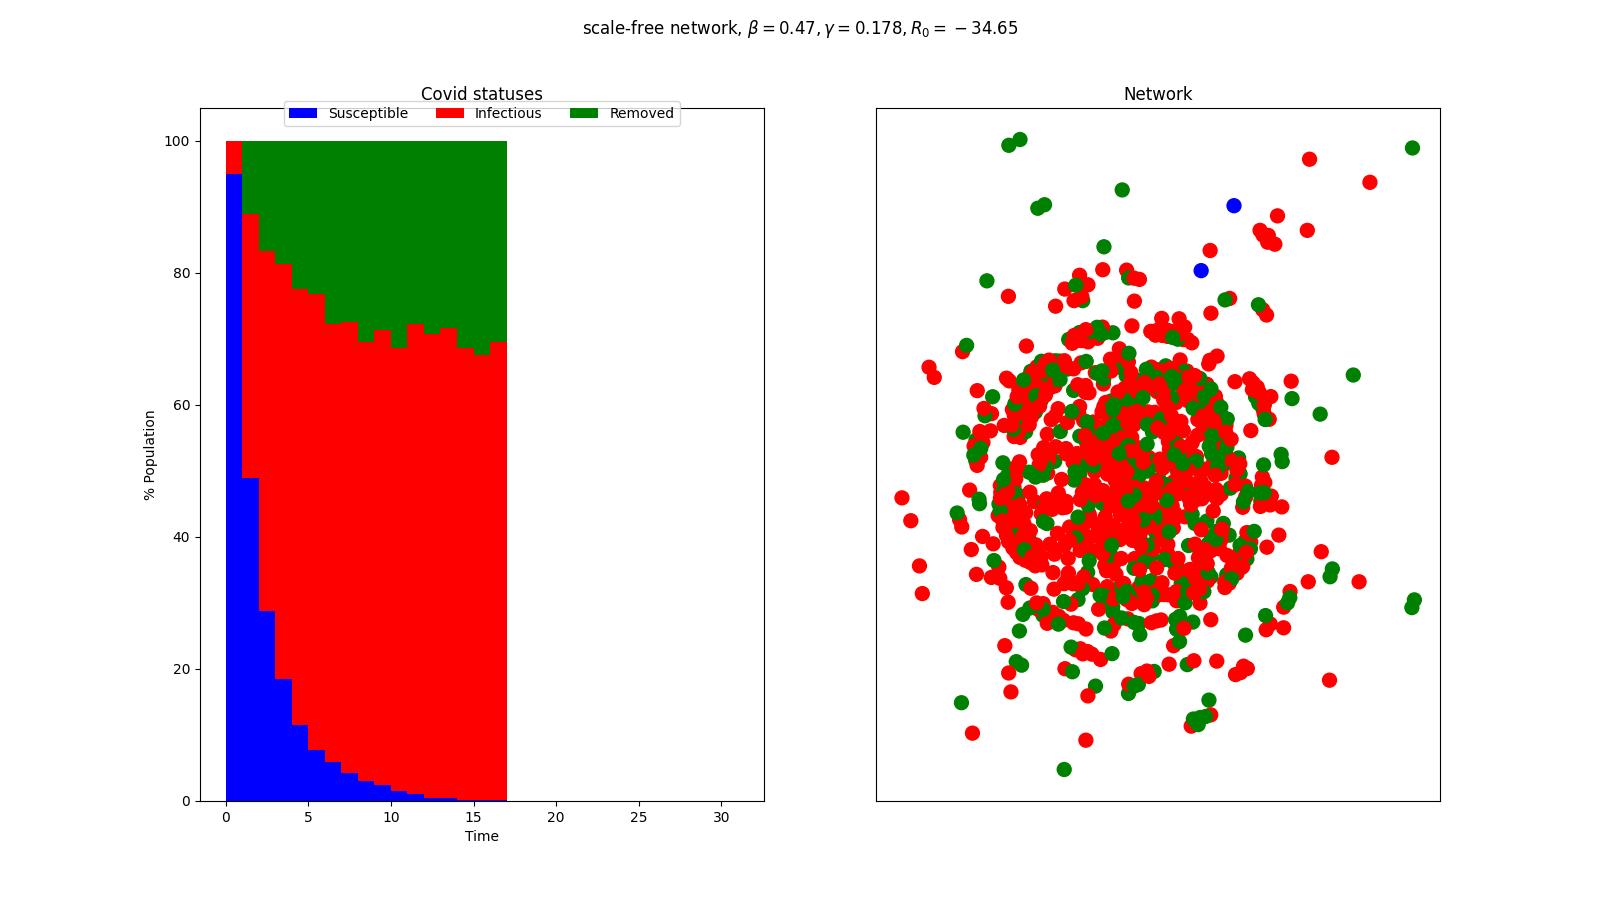 scale-free network, β = 0.47, γ = 0.178, R₀ = − 34.65
Covid statuses
Susceptible Infectious Removed
% Population
100
80
60
40
20
0
0 5 10 15 20 25 30
Time
Network